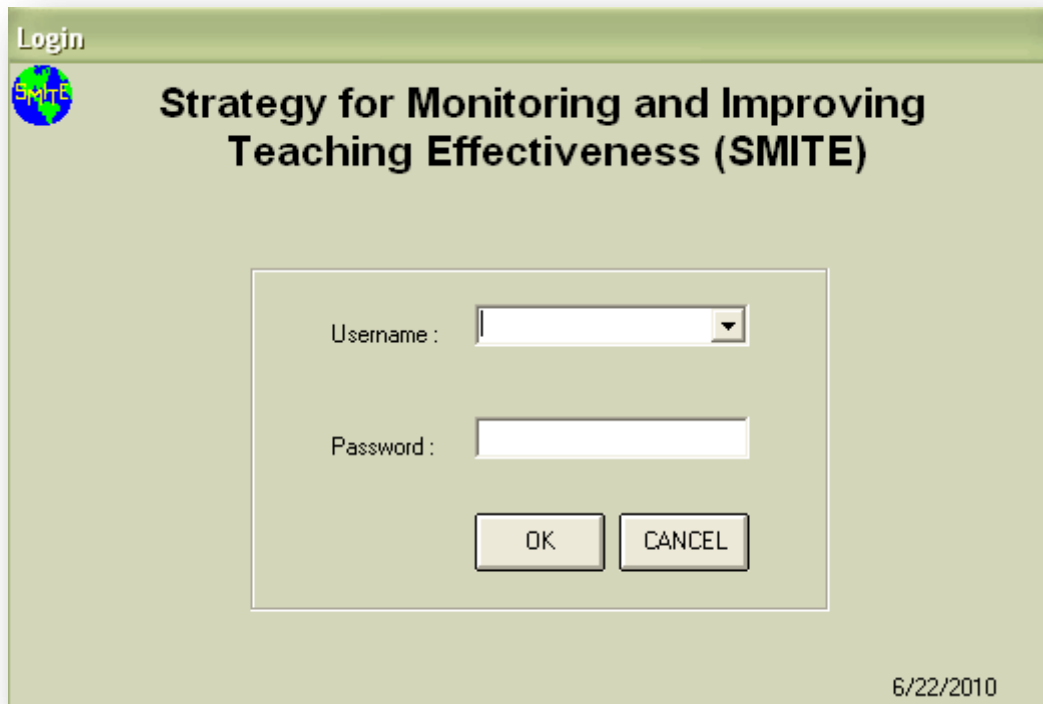 Login
SMITE
Strategy for Monitoring and Improving
Teaching Effectiveness (SMITE)
Username :
Password :
OK CANCEL
6/22/2010